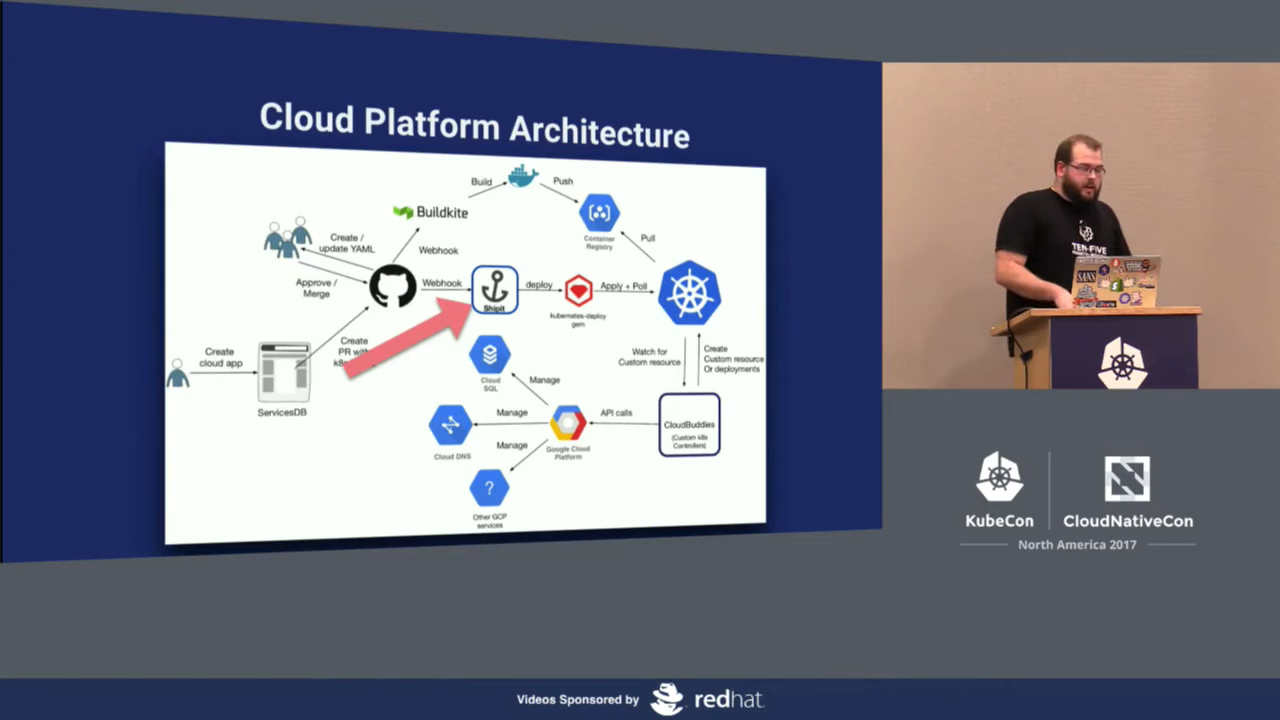 Cloud Platform Architecture
Build
Push
Buildkite
Container
Registry
Create /
update YAML
Webhook
Pull
Approve /
Merge
Webhook
Shipit
deploy
kubernetes-deploy
gem
Apply + Poll
Create
cloud app
ServicesDB
Create
PR with
Cloud
SQL
Manage
Watch for
Custom resource
Create
Custom resource
Or deployments
Manage
Cloud DNS
Google Cloud
Platform
API calls
CloudBuddies
(Custom k8s
Controllers)
Manage
?
Other GCP
services
TEN-FIVE
SANS
KubeCon
CloudNativeCon
North America 2017
Videos Sponsored by
redhat.